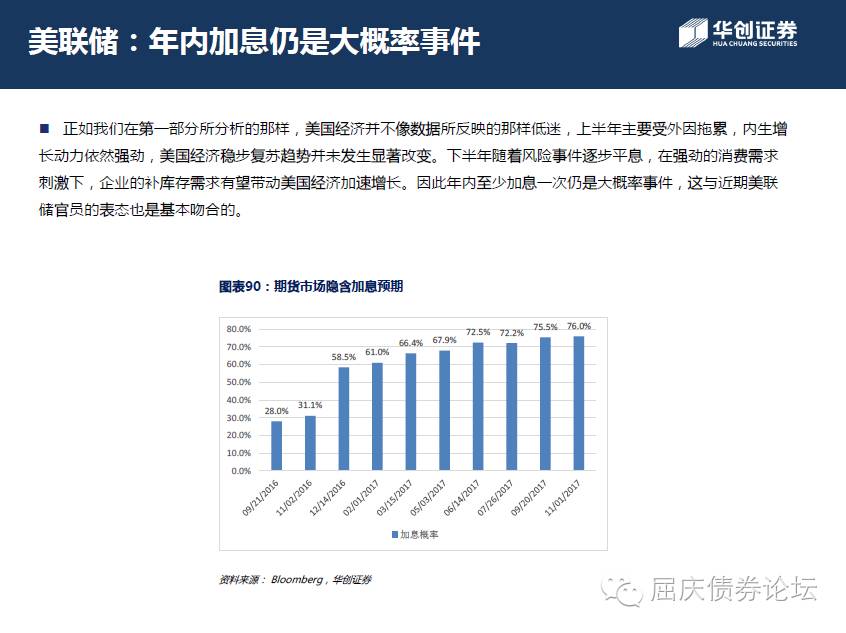 美联储：年内加息仍是大概率事件
华创证券
HUA CHUANG SECURITIES
正如我们在第一部分所分析的那样，美国经济并不像数据所反映的那样低迷，上半年主要受外因拖累，内生增
长动力依然强劲，美国经济稳步复苏趋势并未发生显著改变。下半年随着风险事件逐步平息，在强劲的消费需求
刺激下，企业的补库存需求有望带动美国经济加速增长。因此年内至少加息一次仍是大概率事件，这与近期美联
储官员的表态也是基本吻合的。
图表90：期货市场隐含加息预期
80.0%
70.0%
60.0%
50.0%
40.0%
30.0%
20.0%
10.0%
0.0%
28.0%
31.1%
58.5%
61.0%
66.4%
67.9%
72.5%
72.2%
75.5%
76.0%
09/21/2016
11/02/2016
12/14/2016
02/01/2017
03/15/2017
05/03/2017
06/14/2017
07/26/2017
09/20/2017
11/01/2017
加息概率
资料来源：Bloomberg，华创证券
屈庆债券论坛